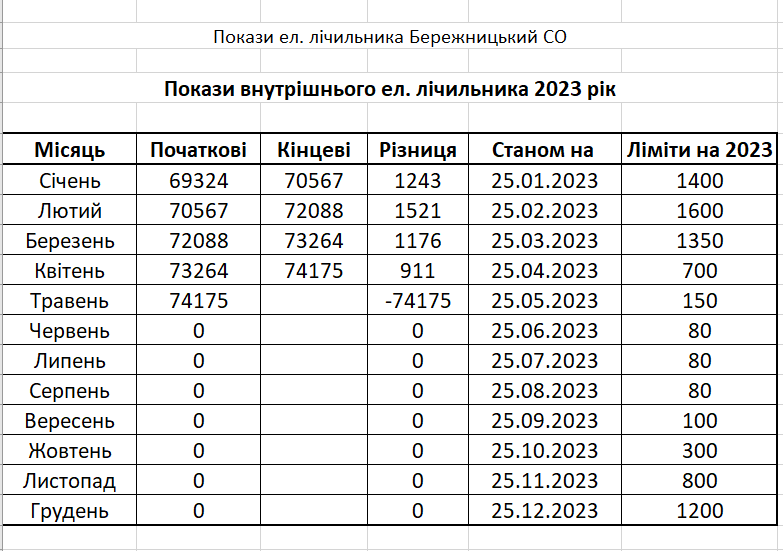 Покази ел. лічильника Бережницький СО
Покази внутрішнього ел. лічильника 2023 рік
Місяць Початкові Кінцеві Різниця Станом на Ліміти на 2023
Січень 69324 70567 1243 25.01.2023 1400
Лютий 70567 72088 1521 25.02.2023 1600
Березень 72088 73264 1176 25.03.2023 1350
Квітень 73264 74175 911 25.04.2023 700
Травень 74175 -74175 25.05.2023 150
Червень 0 0 25.06.2023 80
Липень 0 0 25.07.2023 80
Серпень 0 0 25.08.2023 80
Вересень 0 0 25.09.2023 100
Жовтень 0 0 25.10.2023 300
Листопад 0 0 25.11.2023 800
Грудень 0 0 25.12.2023 1200